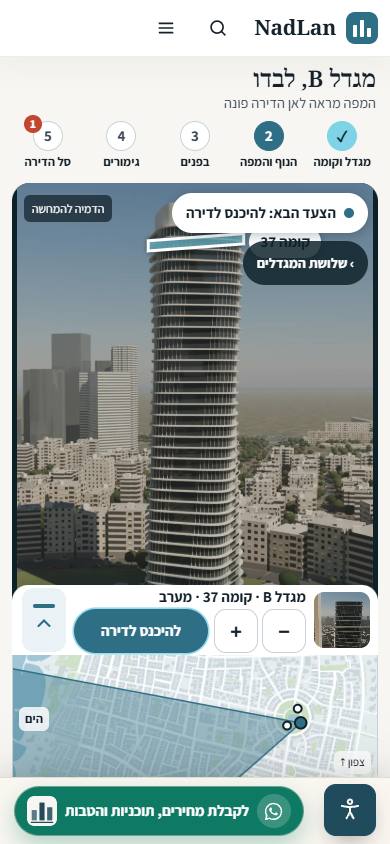 NadLan
מגדל B, לבדו
המפה מראה לאן הדירה פונה
✓ 2 3 4 5 1
מגדל וקומה הנוף והמפה בפנים גימורים סל הדירה
הצעד הבא: להיכנס לדירה
הדמיה להמחשה
קומה 37
‹ שלושת המגדלים
מגדל B · קומה 37 · מערב
− + להיכנס לדירה
הים
צפון ↑
לקבלת מחירים, תוכניות והטבות